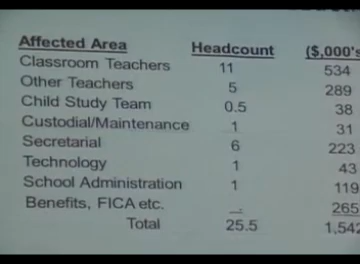 Affected Area Headcount ($,000's
Classroom Teachers 11 534
Other Teachers 5 289
Child Study Team 0.5 38
Custodial/Maintenance 1 31
Secretarial 6 223
Technology 1 43
School Administration 1 119
Benefits, FICA etc. _:_ 265
Total 25.5 1,542